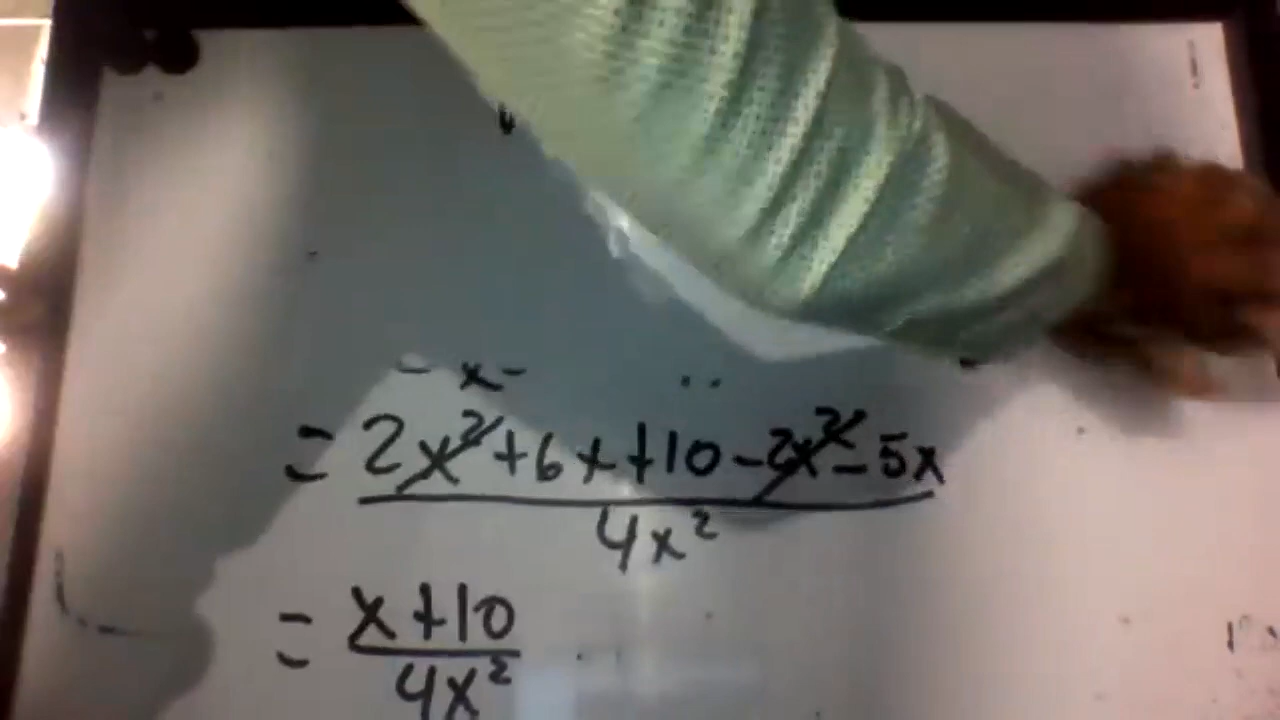 = 2x²+6x+10-2x²-5x
4x²
= x+10
4x²